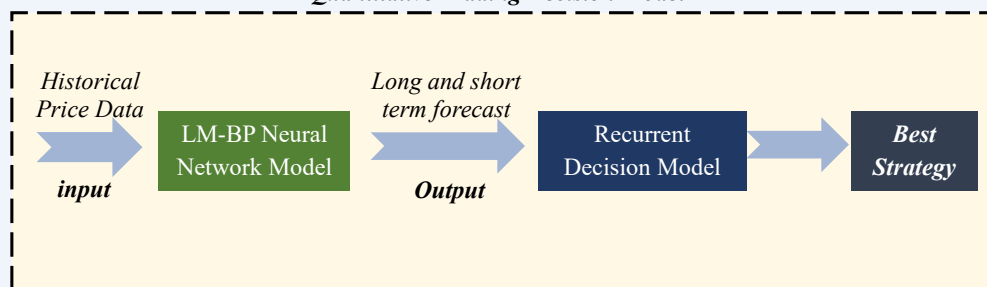 Historical
Price Data
input
LM-BP Neural
Network Model
Long and short
term forecast
Output
Recurrent
Decision Model
Best
Strategy